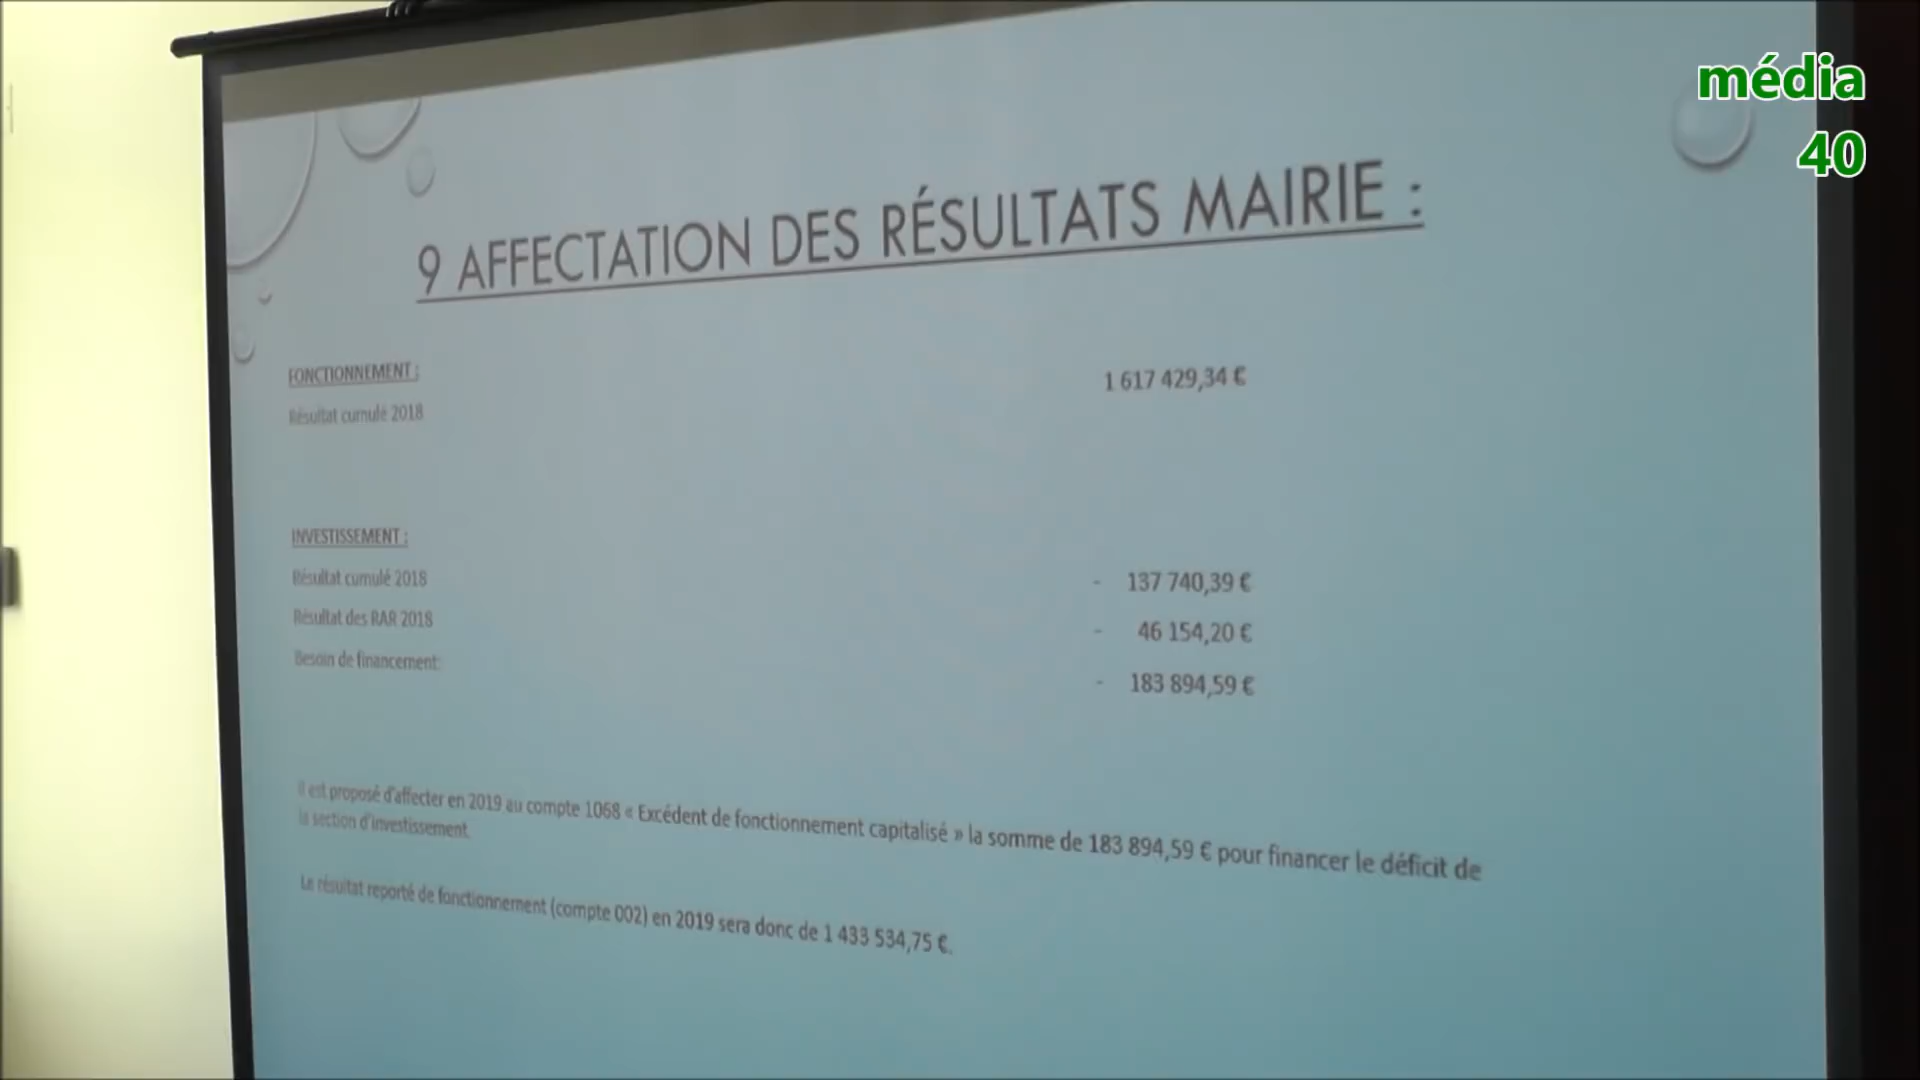 média
40
9 AFFECTATION DES RÉSULTATS MAIRIE :
FONCTIONNEMENT :
1 617 429,34 €
Résultat cumulé 2018
INVESTISSEMENT :
Résultat cumulé 2018 - 137 740,39 €
Résultat des RAR 2018 - 46 154,20 €
Besoin de financement: - 183 894,59 €
Il est proposé d'affecter en 2019 au compte 1068 « Excédent de fonctionnement capitalisé » la somme de 183 894,59 € pour financer le déficit de
la section d'investissement.
Le résultat reporté de fonctionnement (compte 002) en 2019 sera donc de 1 433 534,75 €.